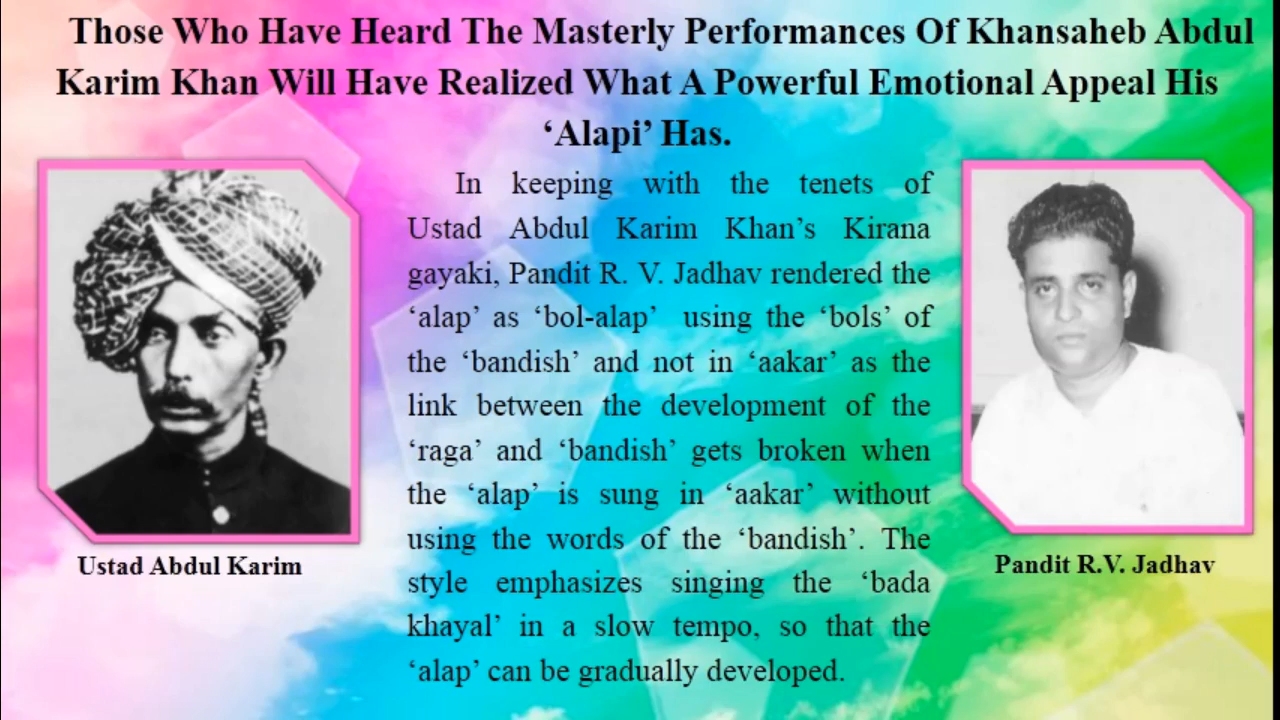 Those Who Have Heard The Masterly Performances Of Khansaheb Abdul
Karim Khan Will Have Realized What A Powerful Emotional Appeal His
‘Alapi’ Has.
In keeping with the tenets of
Ustad Abdul Karim Khan’s Kirana
gayaki, Pandit R. V. Jadhav rendered the
‘alap’ as ‘bol-alap’ using the ‘bols’ of
the ‘bandish’ and not in ‘aakar’ as the
link between the development of the
‘raga’ and ‘bandish’ gets broken when
the ‘alap’ is sung in ‘aakar’ without
using the words of the ‘bandish’. The
style emphasizes singing the ‘bada
khayal’ in a slow tempo, so that the
‘alap’ can be gradually developed.
Ustad Abdul Karim
Pandit R.V. Jadhav